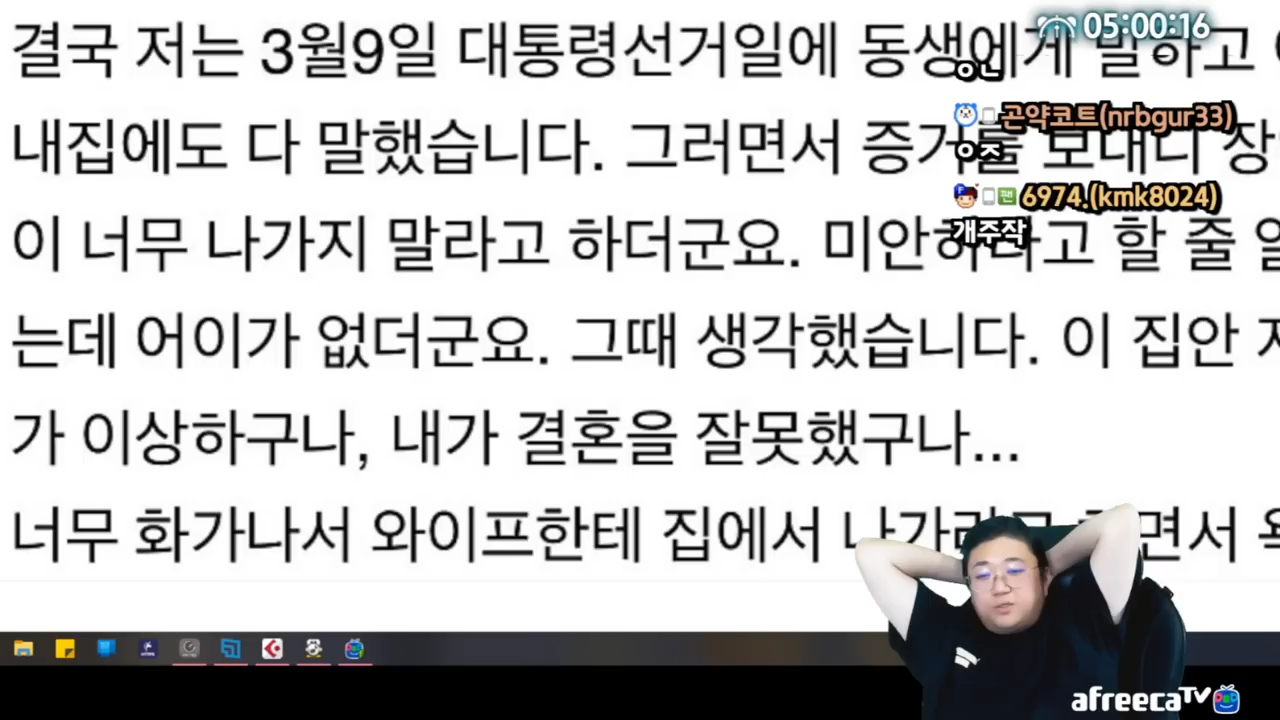 결국 저는 3월9일 대통령선거일에 동생에게 말하고
내집에도 다 말했습니다. 그러면서 증거를 보내니
이 너무 나가지 말라고 하더군요. 미안하다고 할 줄
는데 어이가 없더군요. 그때 생각했습니다. 이 집안
가 이상하구나, 내가 결혼을 잘못했구나...
너무 화가나서 와이프한테 집에서 나가라고 하면서
05:00:16
ㅇㄴ
곤약코트(nrbgur33)
ㅇㅈ
팬
6974.(kmk8024)
개주작
afreecaTV